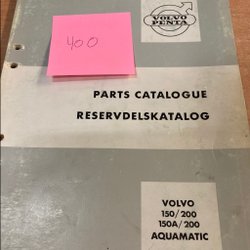 400
VOLVO
PENTA
PARTS CATALOGUE
RESERVDELSKATALOG
VOLVO
150/200
150A/200
AQUAMATIC